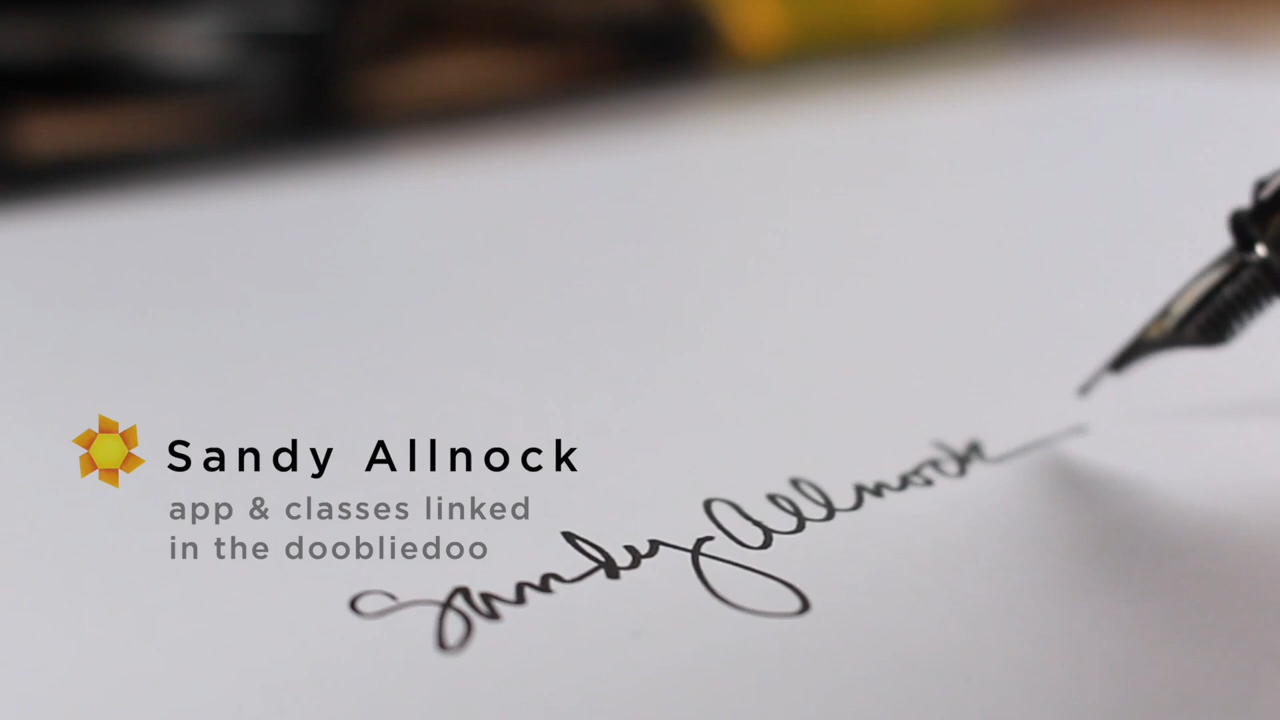 Sandy Allnock
app & classes linked
in the doobliedoo
Sandy Allnock